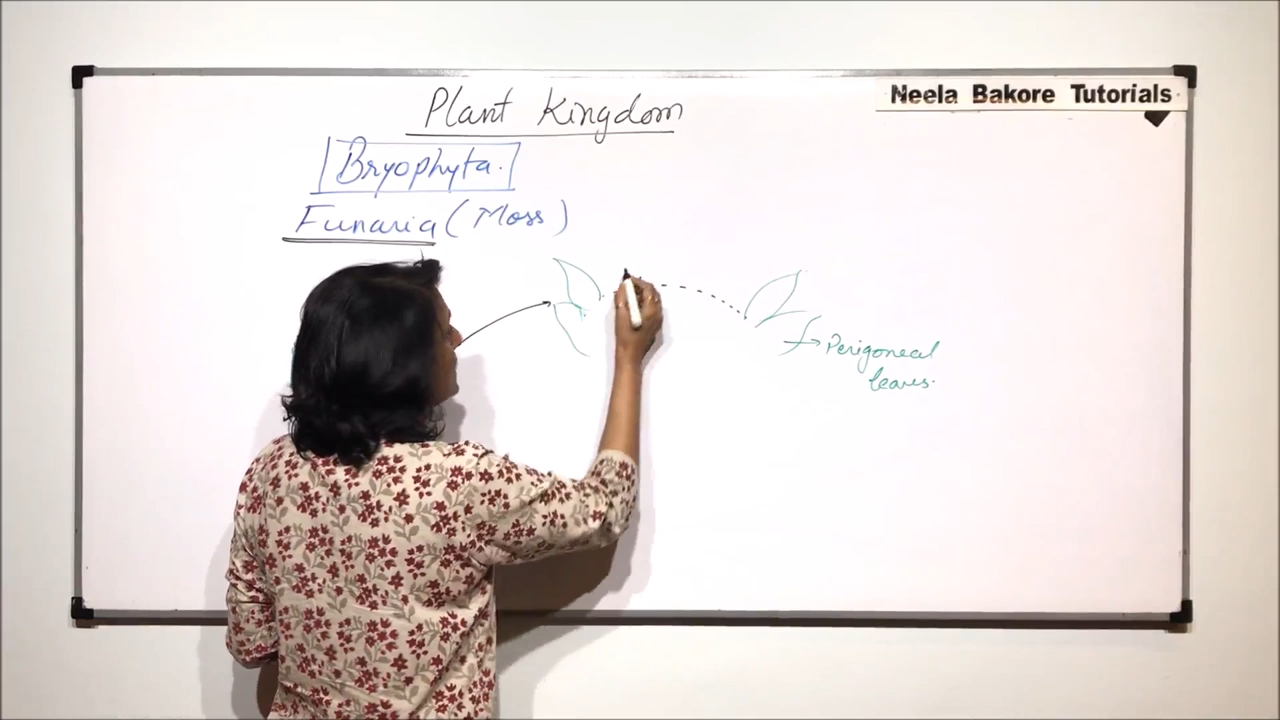 Neela Bakore Tutorials
Plant Kingdom
Bryophyta.
Funaria (Moss)
Perigoneal
leaves.